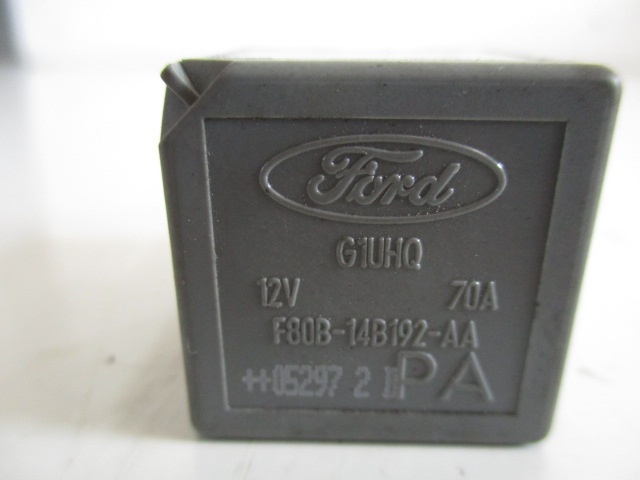 Ford
G1UHQ
12V 70A
F80B-14B192-AA
++05297 2 PA